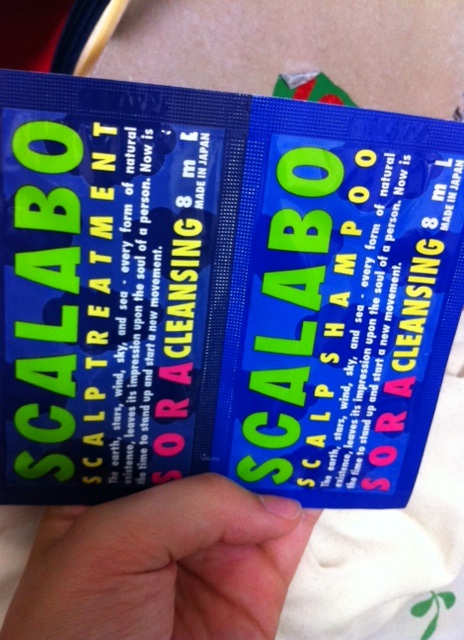 SCALABO
SCALP TREATMENT
The earth, stars, wind, sky, and sea - every form of natural
existence, leaves its impression upon the soul of a person. Now is
the time to stand up and start a new movement.
SORA CLEANSING 8 mL
MADE IN JAPAN
SCALABO
SCALP SHAMPOO
The earth, stars, wind, sky, and sea - every form of natural
existence, leaves its impression upon the soul of a person. Now is
the time to stand up and start a new movement.
SORA CLEANSING 8 mL
MADE IN JAPAN